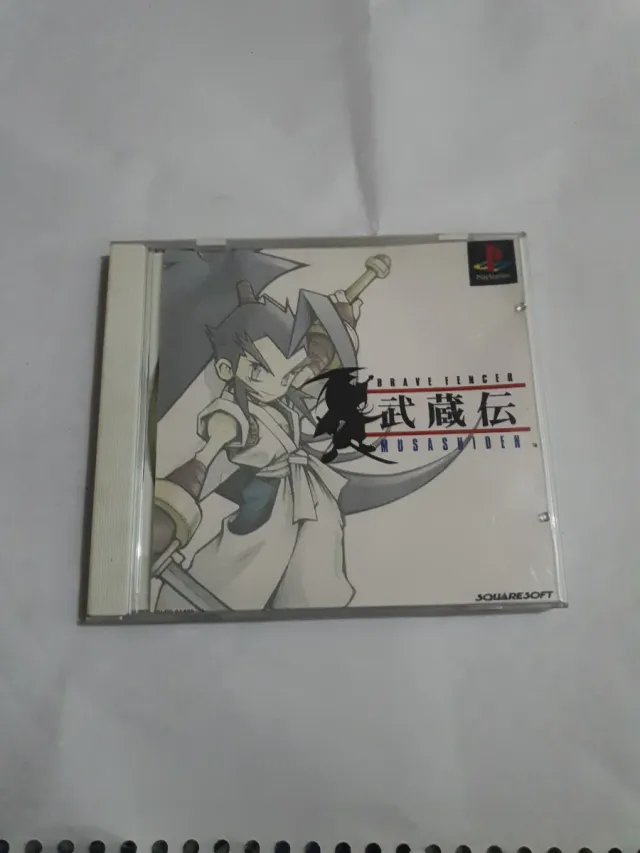 PlayStation
BRAVE FENCER
武蔵伝
MUSASHIDEN
SQUARESOFT